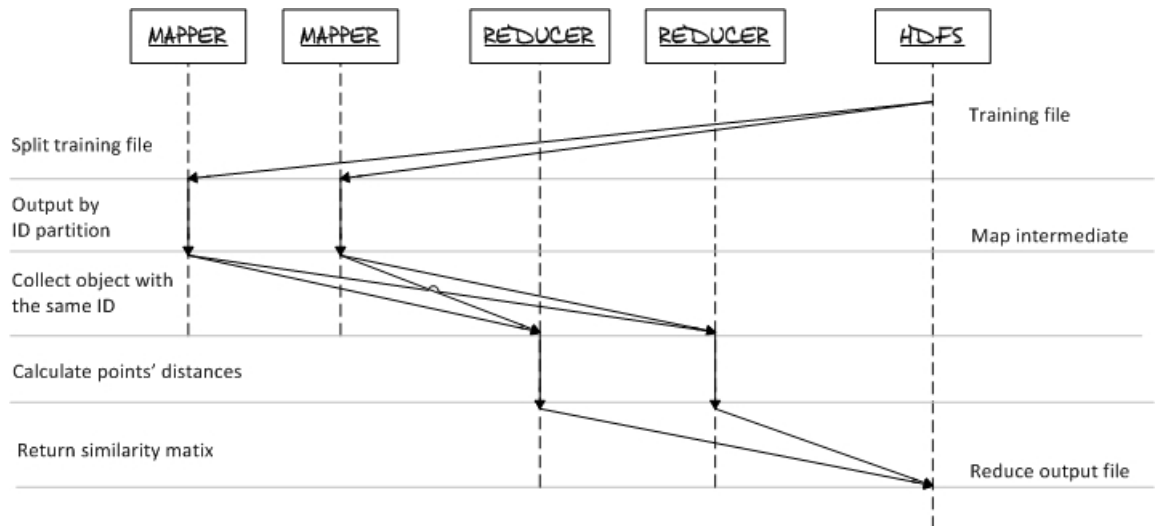 MAPPER
MAPPER
REDUCER
REDUCER
HDFS
Training file
Split training file
Output by
ID partition
Map intermediate
Collect object with
the same ID
Calculate points' distances
Return similarity matix
Reduce output file